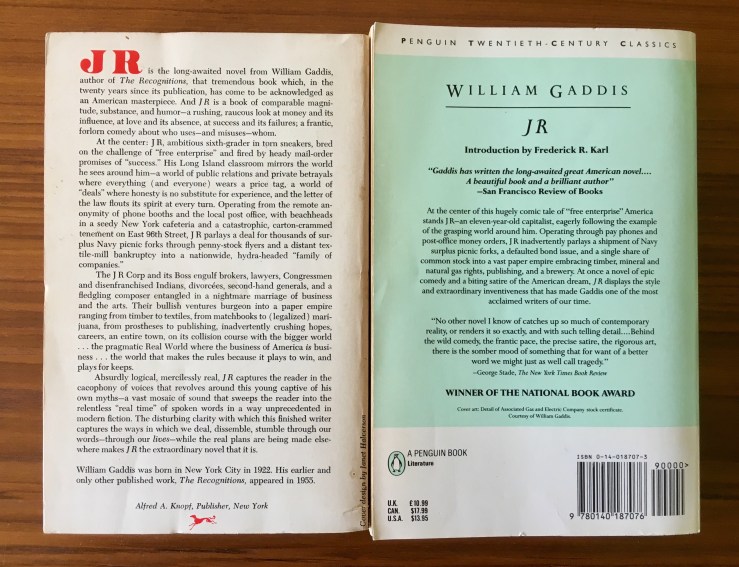 JR is the long-awaited novel from William Gaddis,
author of The Recognitions, that tremendous book which, in the
twenty years since its publication, has come to be acknowledged as
an American masterpiece. And JR is a book of comparable magni-
tude, substance, and humor—a rushing, raucous look at money and its
influence, at love and its absence, at success and its failures; a frantic,
forlorn comedy about who uses—and misuses—whom.
At the center: JR, ambitious sixth-grader in torn sneakers, bred
on the challenge of "free enterprise" and fired by heady mail-order
promises of "success." His Long Island classroom mirrors the world
he sees around him—a world of public relations and private betrayals
where everything (and everyone) wears a price tag, a world of
"deals" where honesty is no substitute for experience, and the letter
of the law flouts its spirit at every turn. Operating from the remote an-
onymity of phone booths and the local post office, with beachheads
in a seedy New York cafeteria and a catastrophic, carton-crammed
tenement on East 96th Street, JR parlays a deal for thousands of sur-
plus Navy picnic forks through penny-stock flyers and a distant tex-
tile-mill bankruptcy into a nationwide, hydra-headed "family of
companies."
The JR Corp and its Boss engulf brokers, lawyers, Congressmen
and disenfranchised Indians, divorcées, second-hand generals, and a
fledgling composer entangled in a nightmare marriage of business
and the arts. Their bullish ventures burgeon into a paper empire
ranging from timber to textiles, from matchbooks to (legalized) mari-
juana, from prostheses to publishing, inadvertently crushing hopes,
careers, an entire town, on its collision course with the bigger world
. . . the pragmatic Real World where the business of America is busi-
ness . . . the world that makes the rules because it plays to win, and
plays for keeps.
Absurdly logical, mercilessly real, JR captures the reader in the
cacophony of voices that revolves around this young captive of his
own myths—a vast mosaic of sound that sweeps the reader into the
relentless "real time" of spoken words in a way unprecedented in
modern fiction. The disturbing clarity with which this finished writer
captures the ways in which we deal, dissemble, stumble through our
words—through our lives—while the real plans are being made else-
where makes JR the extraordinary novel that it is.
William Gaddis was born in New York City in 1922. His earlier and
only other published work, The Recognitions, appeared in 1955.
Alfred A. Knopf, Publisher, New York
Cover design by Janet Halverson
PENGUIN TWENTIETH-CENTURY CLASSICS
WILLIAM GADDIS
JR
Introduction by Frederick R. Karl
"Gaddis has written the long-awaited great American novel....
A beautiful book and a brilliant author"
—San Francisco Review of Books
At the center of this hugely comic tale of "free enterprise" America
stands JR—an eleven-year-old capitalist, eagerly following the example
of the grasping world around him. Operating through pay phones and
post-office money orders, JR inadvertently parlays a shipment of Navy
surplus picnic forks, a defaulted bond issue, and a single share of
common stock into a vast paper empire embracing timber, mineral and
natural gas rights, publishing, and a brewery. At once a novel of epic
comedy and a biting satire of the American dream, JR displays the style
and extraordinary inventiveness that has made Gaddis one of the most
acclaimed writers of our time.
"No other novel I know of catches up so much of contemporary
reality, or renders it so exactly, and with such telling detail....Behind
the wild comedy, the frantic pace, the precise satire, the rigorous art,
there is the somber mood of something that for want of a better
word we might just as well call tragedy."
—George Stade, The New York Times Book Review
WINNER OF THE NATIONAL BOOK AWARD
Cover art: Detail of Associated Gas and Electric Company stock certificate.
Courtesy of William Gaddis.
A PENGUIN BOOK
Literature
U.K. £10.99
CAN. $17.99
U.S.A. $13.95
ISBN 0-14-018707-3
90000>
9 780140 187076